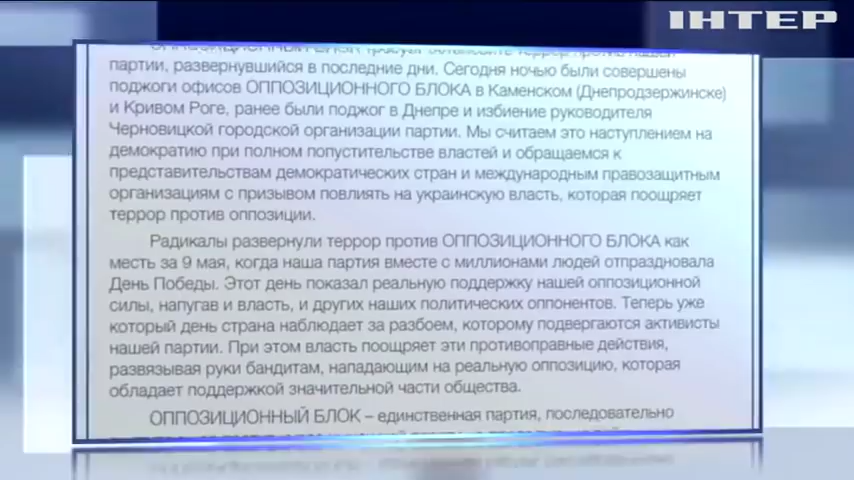 ІНТЕР
партии, развернувшийся в последние дни. Сегодня ночью были совершены
поджоги офисов ОППОЗИЦИОННОГО БЛОКА в Каменском (Днепродзержинске)
и Кривом Роге, ранее были поджог в Днепре и избиение руководителя
Черновицкой городской организации партии. Мы считаем это наступлением на
демократию при полном попустительстве властей и обращаемся к
представительствам демократических стран и международным правозащитным
организациям с призывом повлиять на украинскую власть, которая поощряет
террор против оппозиции.
Радикалы развернули террор против ОППОЗИЦИОННОГО БЛОКА как
месть за 9 мая, когда наша партия вместе с миллионами людей отпраздновала
День Победы. Этот день показал реальную поддержку нашей оппозиционной
силы, напугав и власть, и других наших политических оппонентов. Теперь уже
который день страна наблюдает за разбоем, которому подвергаются активисты
нашей партии. При этом власть поощряет эти противоправные действия,
развязывая руки бандитам, нападающим на реальную оппозицию, которая
обладает поддержкой значительной части общества.
ОППОЗИЦИОННЫЙ БЛОК – единственная партия, последовательно